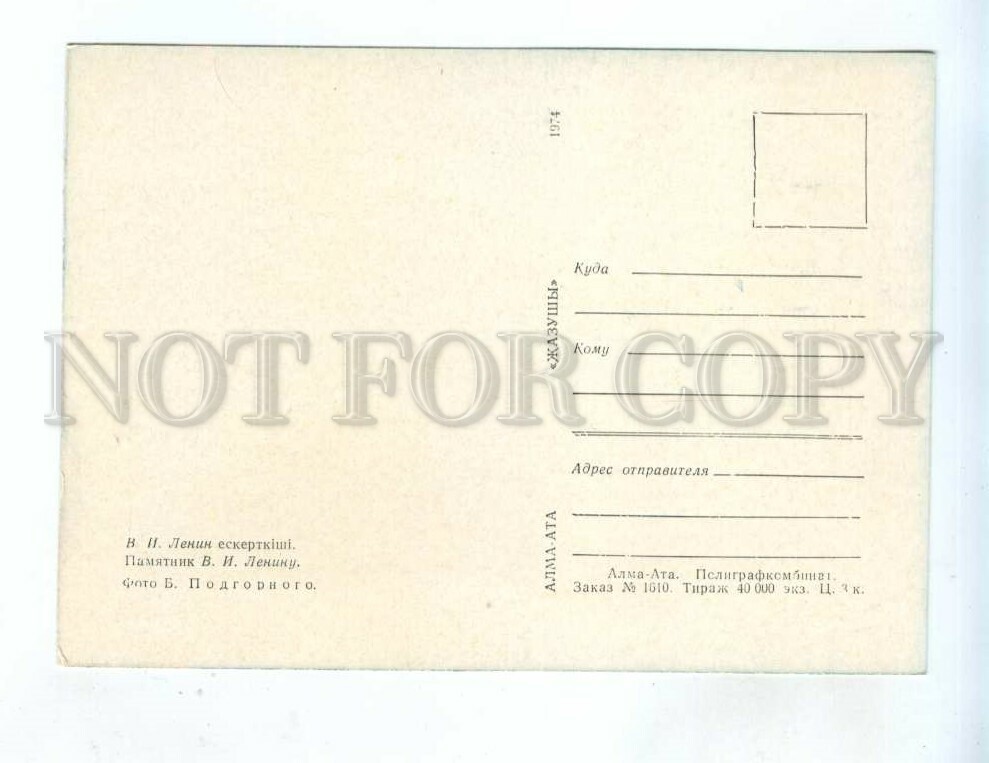 В. И. Ленин ескерткіші.
Памятник В. И. Ленину.
Фото Б. Подгорного.
АЛМА-АТА «ЖАЗУШЫ» 1974
Куда
Кому
Адрес отправителя
Алма-Ата. Полиграфкомбинат.
Заказ № 1610. Тираж 40 000 экз. Ц. 3 к.
NOT FOR COPY